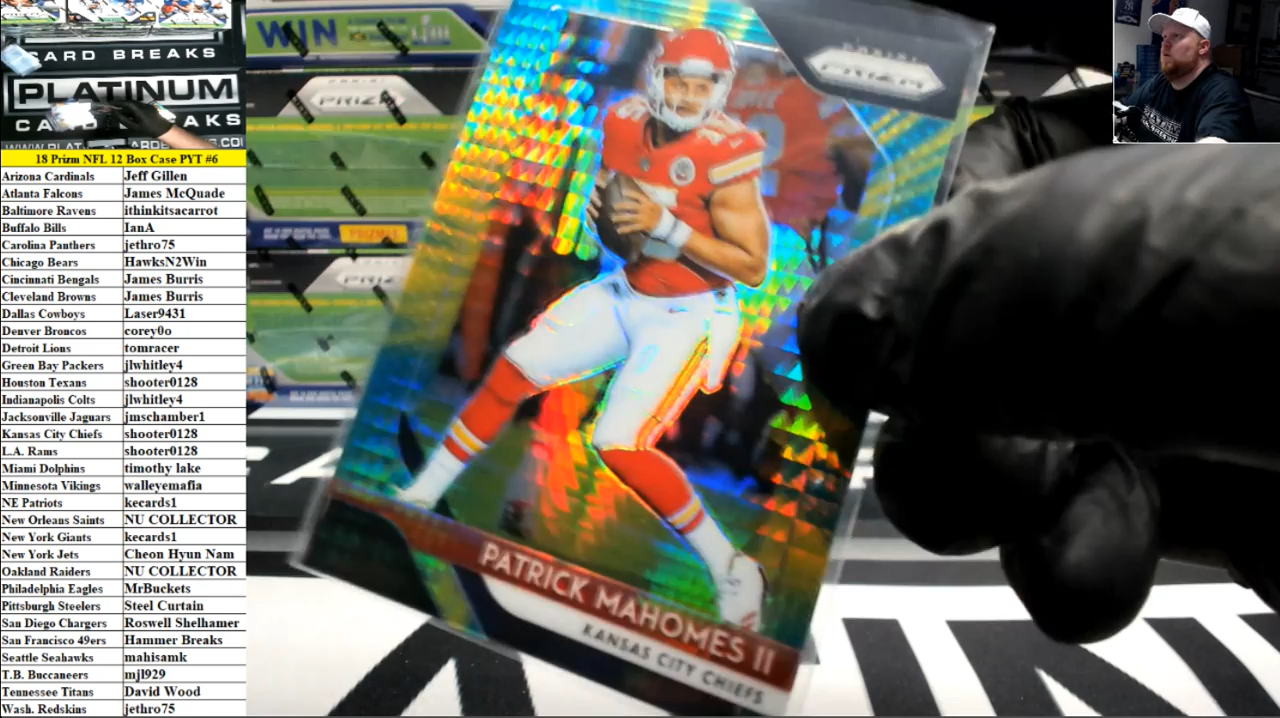 CARD BREAKS
PLATINUM
18 Prizm NFL 12 Box Case PYT #6
Arizona Cardinals Jeff Gillen
Atlanta Falcons James McQuade
Baltimore Ravens ithinkitsacarrot
Buffalo Bills IanA
Carolina Panthers jethro75
Chicago Bears HawksN2Win
Cincinnati Bengals James Burris
Cleveland Browns James Burris
Dallas Cowboys Laser9431
Denver Broncos corey0o
Detroit Lions tomracer
Green Bay Packers jlwhitley4
Houston Texans shooter0128
Indianapolis Colts jlwhitley4
Jacksonville Jaguars jmschamber1
Kansas City Chiefs shooter0128
L.A. Rams shooter0128
Miami Dolphins timothy lake
Minnesota Vikings walleyemafia
NE Patriots kecards1
New Orleans Saints NU COLLECTOR
New York Giants kecards1
New York Jets Cheon Hyun Nam
Oakland Raiders NU COLLECTOR
Philadelphia Eagles MrBuckets
Pittsburgh Steelers Steel Curtain
San Diego Chargers Roswell Shelhamer
San Francisco 49ers Hammer Breaks
Seattle Seahawks mahisamk
T.B. Buccaneers mjl929
Tennessee Titans David Wood
Wash. Redskins jethro75
WIN
PRIZM
PANINI
PRIZM
PATRICK MAHOMES II
KANSAS CITY CHIEFS